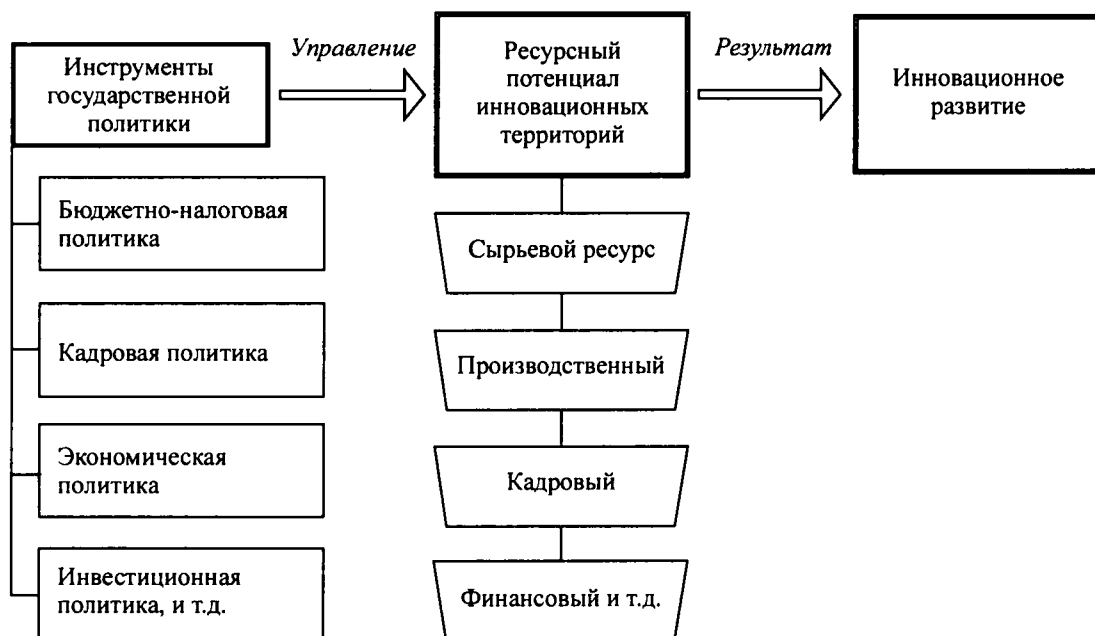 Инструменты
государственной
политики
Управление
Ресурсный
потенциал
инновационных
территорий
Результат
Инновационное
развитие
Бюджетно-налоговая
политика
Кадровая политика
Экономическая
политика
Инвестиционная
политика, и т.д.
Сырьевой ресурс
Производственный
Кадровый
Финансовый и т.д.